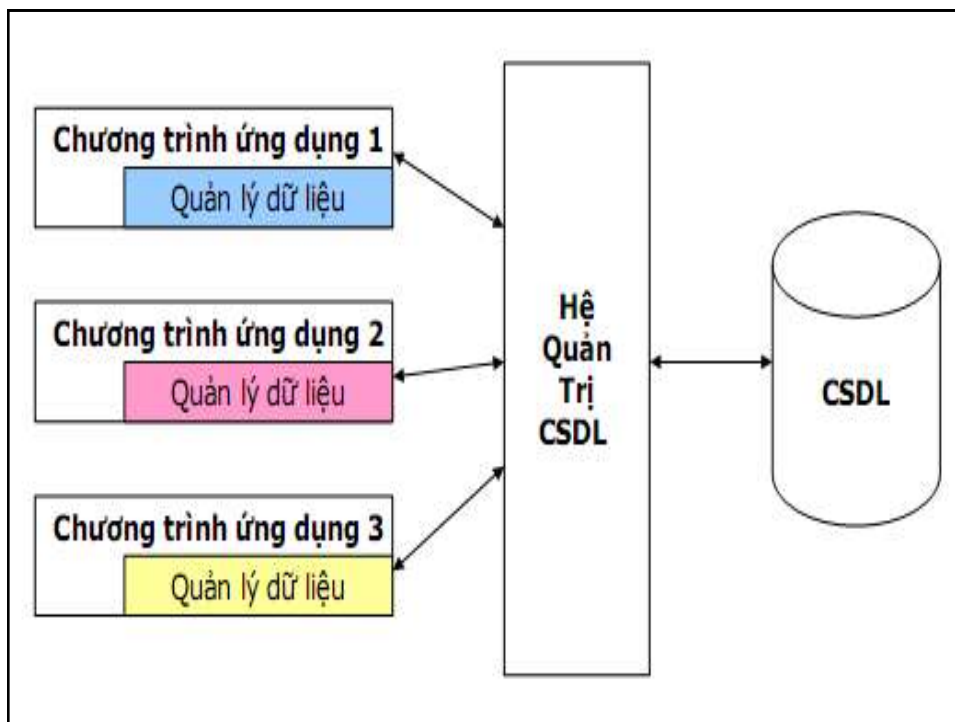 Chương trình ứng dụng 1
Quản lý dữ liệu
Chương trình ứng dụng 2
Quản lý dữ liệu
Chương trình ứng dụng 3
Quản lý dữ liệu
Hệ
Quản
Trị
CSDL
CSDL